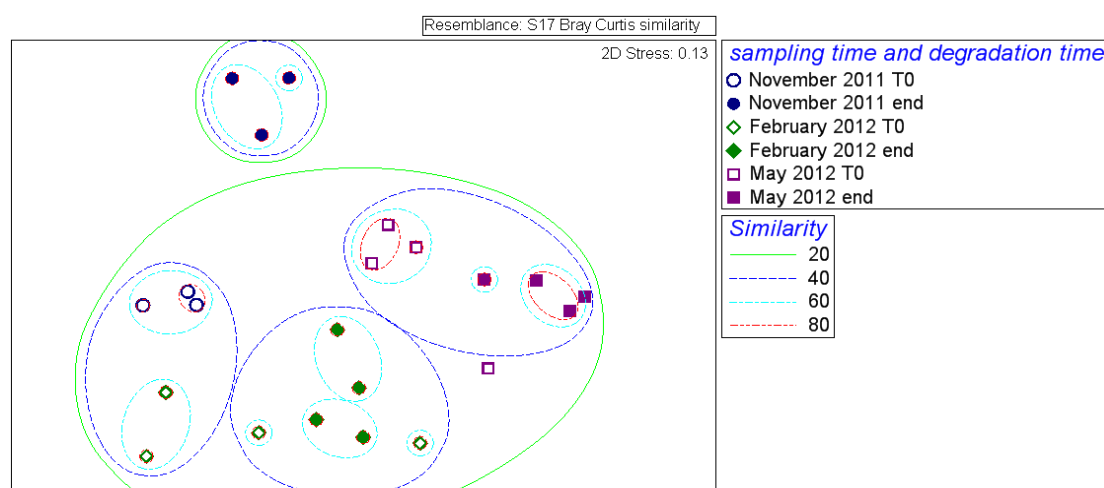 Resemblance: S17 Bray Curtis similarity
2D Stress: 0.13
sampling time and degradation time
November 2011 T0
November 2011 end
February 2012 T0
February 2012 end
May 2012 T0
May 2012 end
Similarity
20
40
60
80